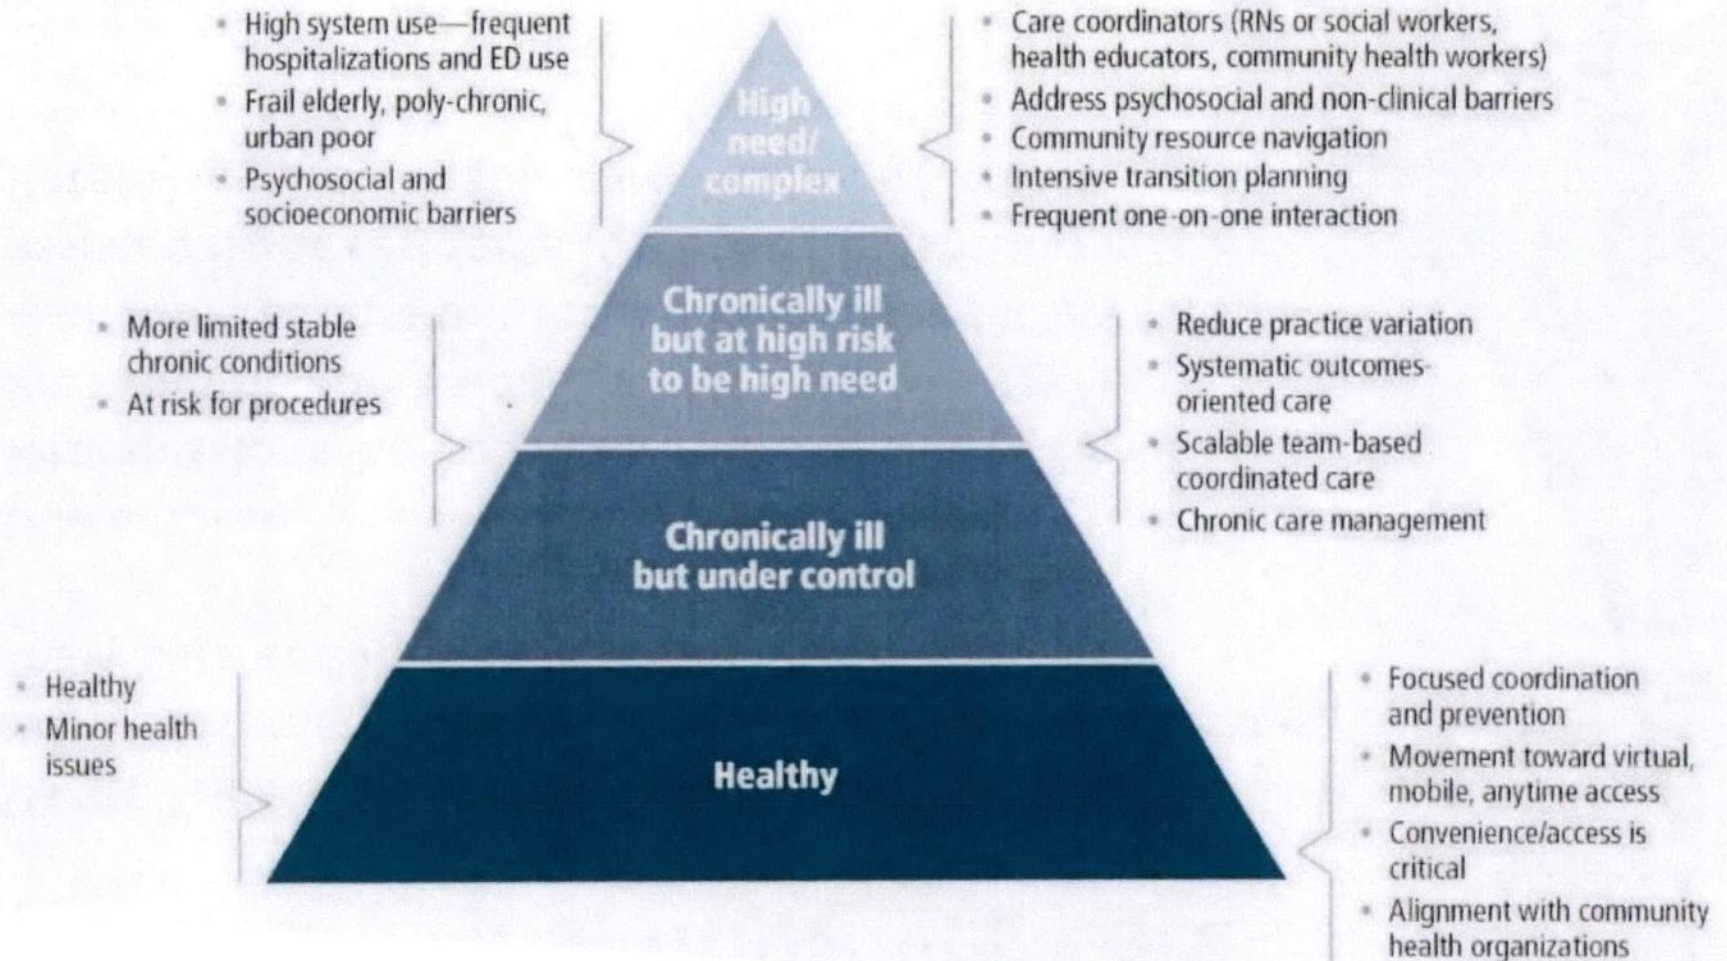 • High system use—frequent
hospitalizations and ED use
• Frail elderly, poly-chronic,
urban poor
• Psychosocial and
socioeconomic barriers
High
need/
complex
• Care coordinators (RNs or social workers,
health educators, community health workers)
• Address psychosocial and non-clinical barriers
• Community resource navigation
• Intensive transition planning
• Frequent one-on-one interaction
• More limited stable
chronic conditions
• At risk for procedures
Chronically ill
but at high risk
to be high need
Chronically ill
but under control
• Reduce practice variation
• Systematic outcomes-
oriented care
• Scalable team-based
coordinated care
• Chronic care management
• Healthy
• Minor health
issues
Healthy
• Focused coordination
and prevention
• Movement toward virtual,
mobile, anytime access
• Convenience/access is
critical
• Alignment with community
health organizations